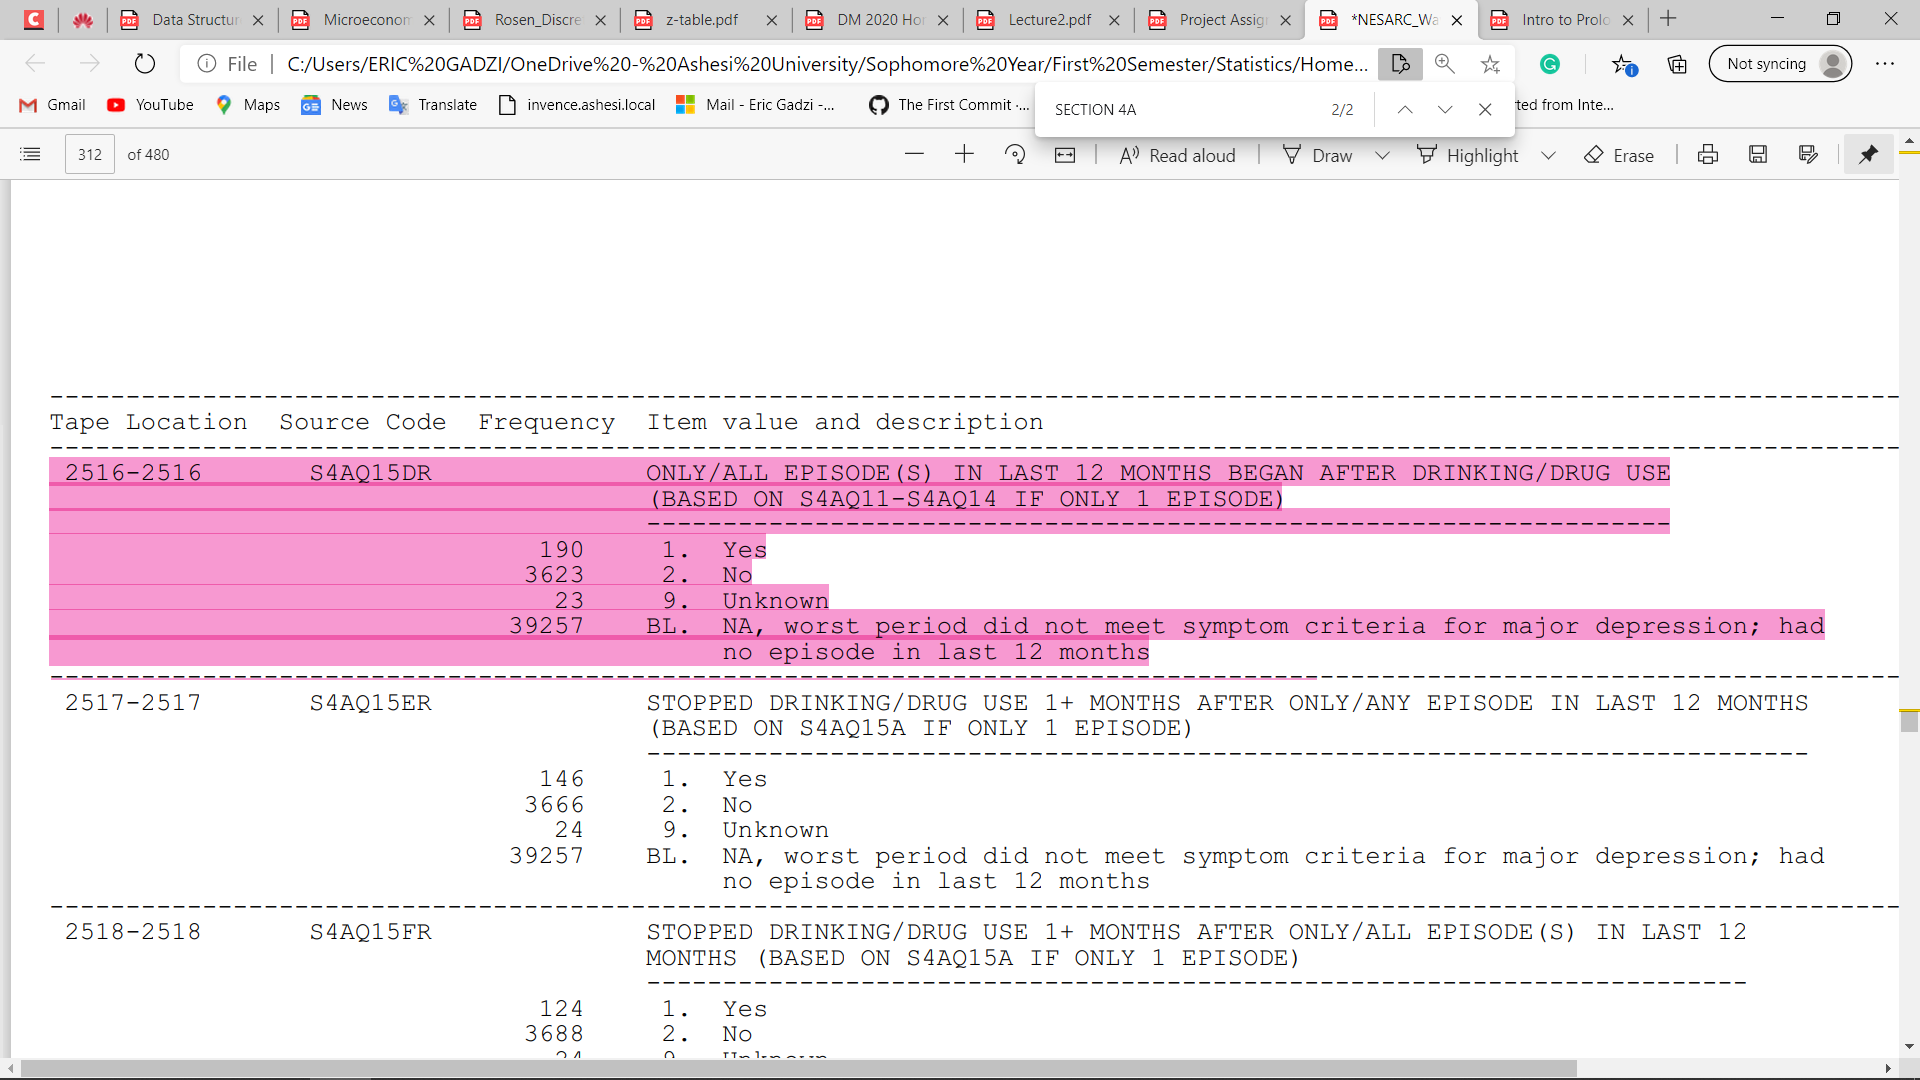 Data Structur
Microeconom
Rosen_Discre
z-table.pdf
DM 2020 Ho
Lecture2.pdf
Project Assig
*NESARC_Wa
Intro to Prolo
File
C:/Users/ERIC%20GADZI/OneDrive%20-%20Ashesi%20University/Sophomore%20Year/First%20Semester/Statistics/Home...
Not syncing
Gmail
YouTube
Maps
News
Translate
invence.ashesi.local
Mail - Eric Gadzi -...
The First Commit -...
rted from Inte...
SECTION 4A
2/2
312
of 480
Read aloud
Draw
Highlight
Erase
Tape Location Source Code Frequency Item value and description
2516-2516 S4AQ15DR ONLY/ALL EPISODE(S) IN LAST 12 MONTHS BEGAN AFTER DRINKING/DRUG USE
(BASED ON S4AQ11-S4AQ14 IF ONLY 1 EPISODE)
190 1. Yes
3623 2. No
23 9. Unknown
39257 BL. NA, worst period did not meet symptom criteria for major depression; had
no episode in last 12 months
2517-2517 S4AQ15ER STOPPED DRINKING/DRUG USE 1+ MONTHS AFTER ONLY/ANY EPISODE IN LAST 12 MONTHS
(BASED ON S4AQ15A IF ONLY 1 EPISODE)
146 1. Yes
3666 2. No
24 9. Unknown
39257 BL. NA, worst period did not meet symptom criteria for major depression; had
no episode in last 12 months
2518-2518 S4AQ15FR STOPPED DRINKING/DRUG USE 1+ MONTHS AFTER ONLY/ALL EPISODE(S) IN LAST 12
MONTHS (BASED ON S4AQ15A IF ONLY 1 EPISODE)
124 1. Yes
3688 2. No
24 9. Unknown